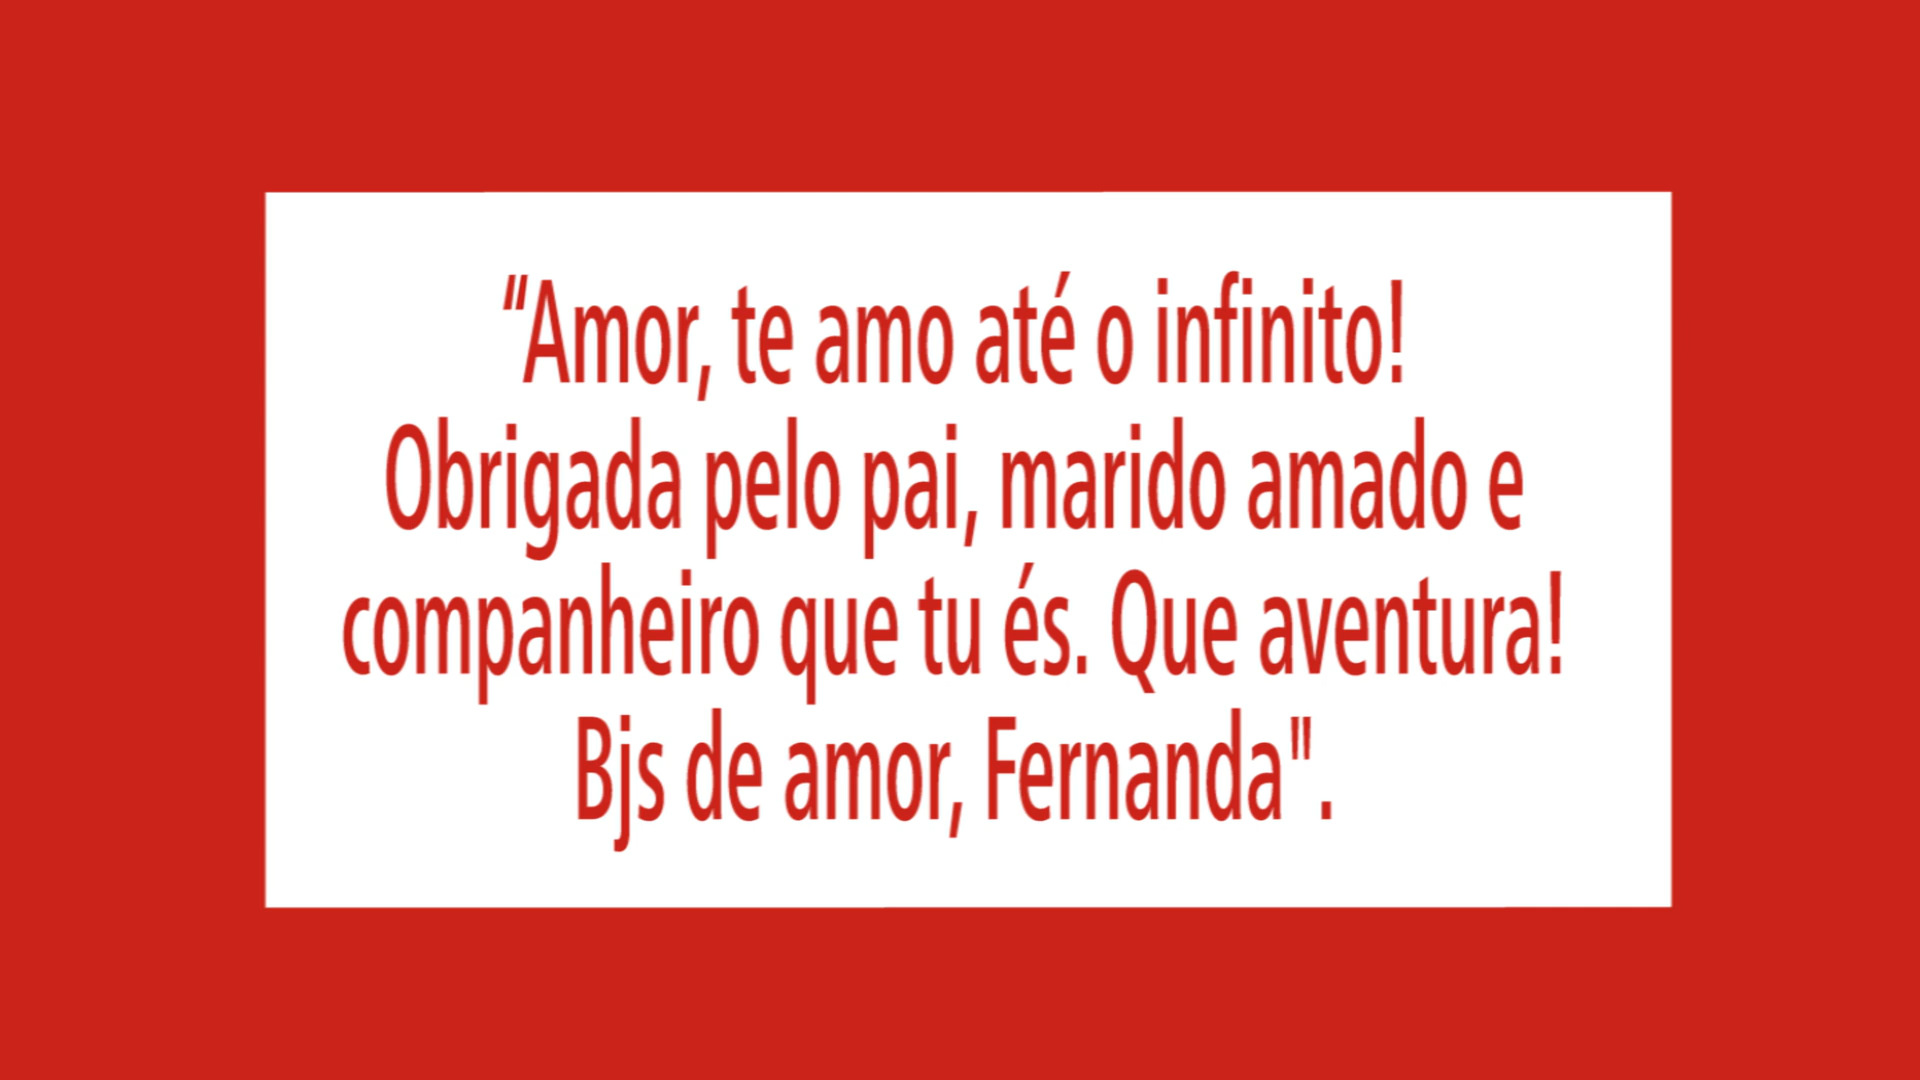 "Amor, te amo até o infinito!
Obrigada pelo pai, marido amado e
companheiro que tu és. Que aventura!
Bjs de amor, Fernanda".